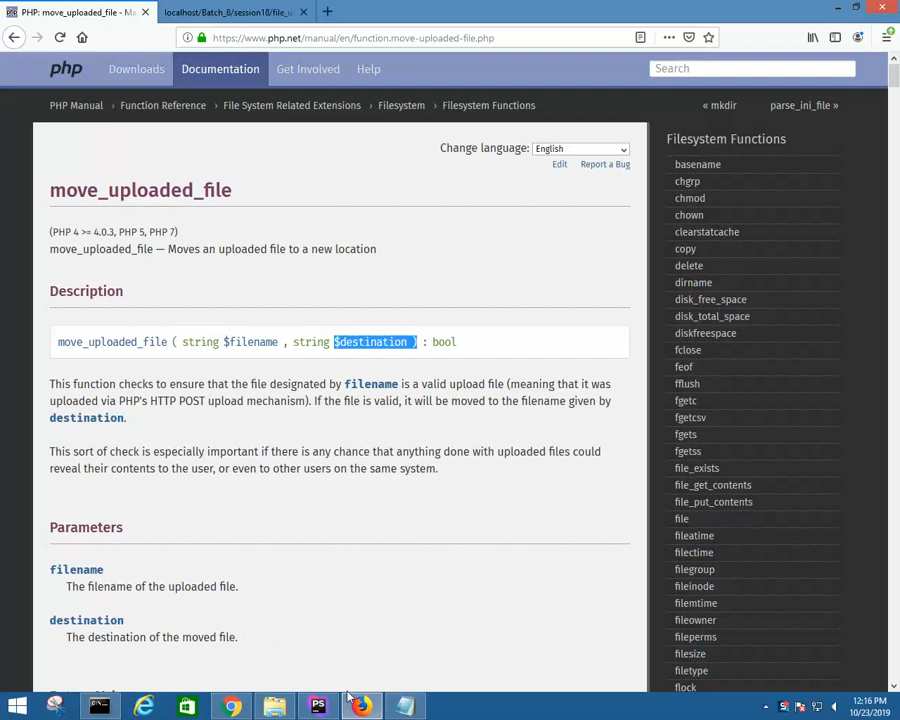 PHP: move_uploaded_file - Ma
localhost/Batch_8/session18/file_u
https://www.php.net/manual/en/function.move-uploaded-file.php
php Downloads Documentation Get Involved Help Search
PHP Manual › Function Reference › File System Related Extensions › Filesystem › Filesystem Functions « mkdir parse_ini_file »
Change language: English
Edit Report a Bug
move_uploaded_file
(PHP 4 >= 4.0.3, PHP 5, PHP 7)
move_uploaded_file — Moves an uploaded file to a new location
Description
move_uploaded_file ( string $filename , string $destination ) : bool
This function checks to ensure that the file designated by filename is a valid upload file (meaning that it was
uploaded via PHP's HTTP POST upload mechanism). If the file is valid, it will be moved to the filename given by
destination.
This sort of check is especially important if there is any chance that anything done with uploaded files could
reveal their contents to the user, or even to other users on the same system.
Parameters
filename
The filename of the uploaded file.
destination
The destination of the moved file.
Filesystem Functions
basename
chgrp
chmod
chown
clearstatcache
copy
delete
dirname
disk_free_space
disk_total_space
diskfreespace
fclose
feof
fflush
fgetc
fgetcsv
fgets
fgetss
file_exists
file_get_contents
file_put_contents
file
fileatime
filectime
filegroup
fileinode
filemtime
fileowner
fileperms
filesize
filetype
flock
PS
12:16 PM
10/23/2019